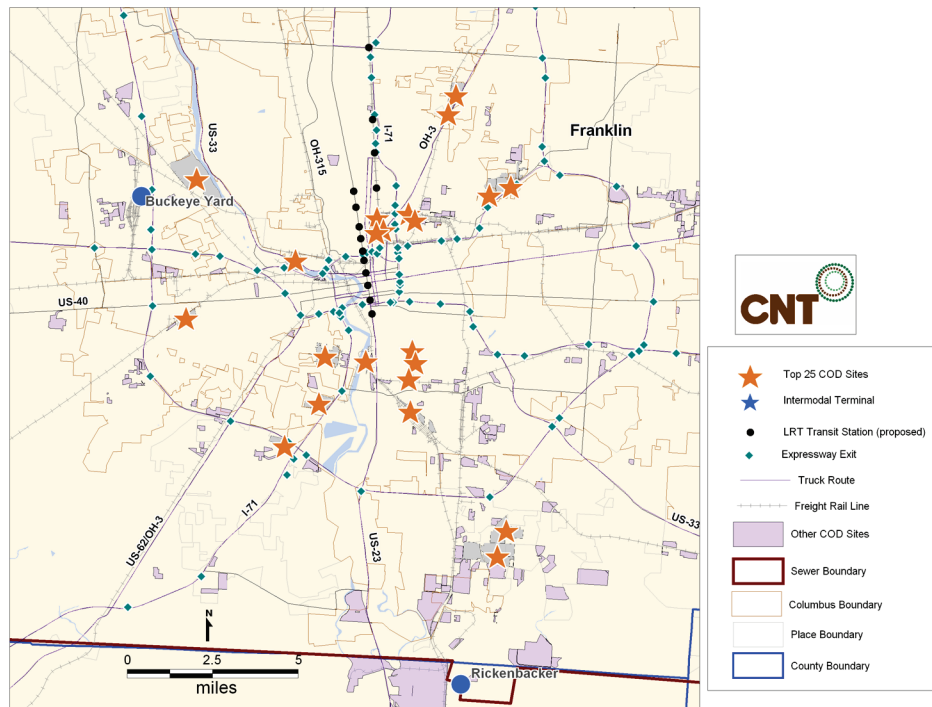 US-33
OH-315
I-71
OH-3
Franklin
Buckeye Yard
US-40
CNT
Top 25 COD Sites
Intermodal Terminal
LRT Transit Station (proposed)
Expressway Exit
Truck Route
Freight Rail Line
Other COD Sites
Sewer Boundary
Columbus Boundary
Place Boundary
County Boundary
US-62/OH-3
I-71
US-23
US-33
N
0 2.5 5
miles
Rickenbacker